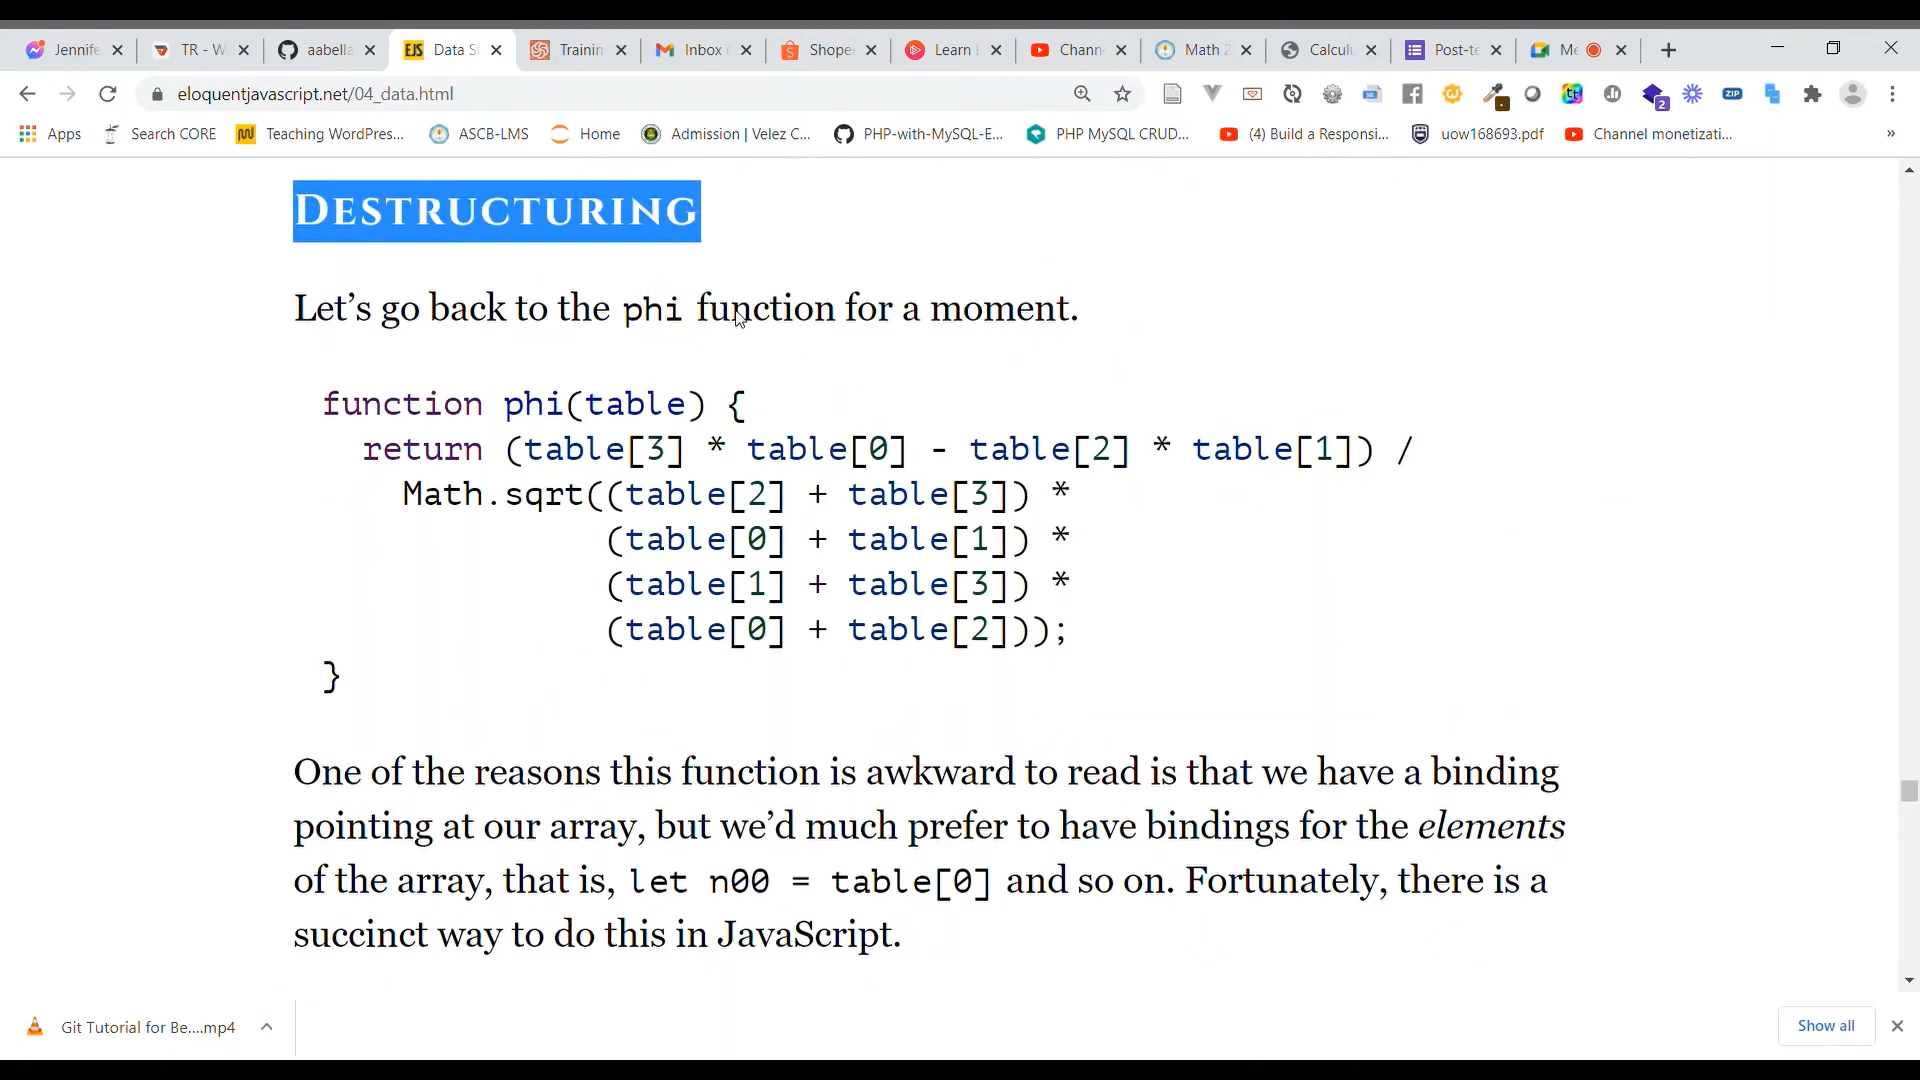 Jennife
TR - W
aabella
Data S
Trainin
Inbox
Shope
Learn
Chann
Math
Calcul
Post-te
Me
eloquentjavascript.net/04_data.html
2
ZIP
Apps
Search CORE
Teaching WordPres...
ASCB-LMS
Home
Admission | Velez C...
PHP-with-MySQL-E...
PHP MySQL CRUD...
(4) Build a Responsi...
uow168693.pdf
Channel monetizati...
»
DESTRUCTURING
Let’s go back to the phi function for a moment.
function phi(table) {
return (table[3] * table[0] - table[2] * table[1]) /
Math.sqrt((table[2] + table[3]) *
(table[0] + table[1]) *
(table[1] + table[3]) *
(table[0] + table[2]));
}
One of the reasons this function is awkward to read is that we have a binding
pointing at our array, but we’d much prefer to have bindings for the elements
of the array, that is, let n00 = table[0] and so on. Fortunately, there is a
succinct way to do this in JavaScript.
Git Tutorial for Be....mp4
Show all